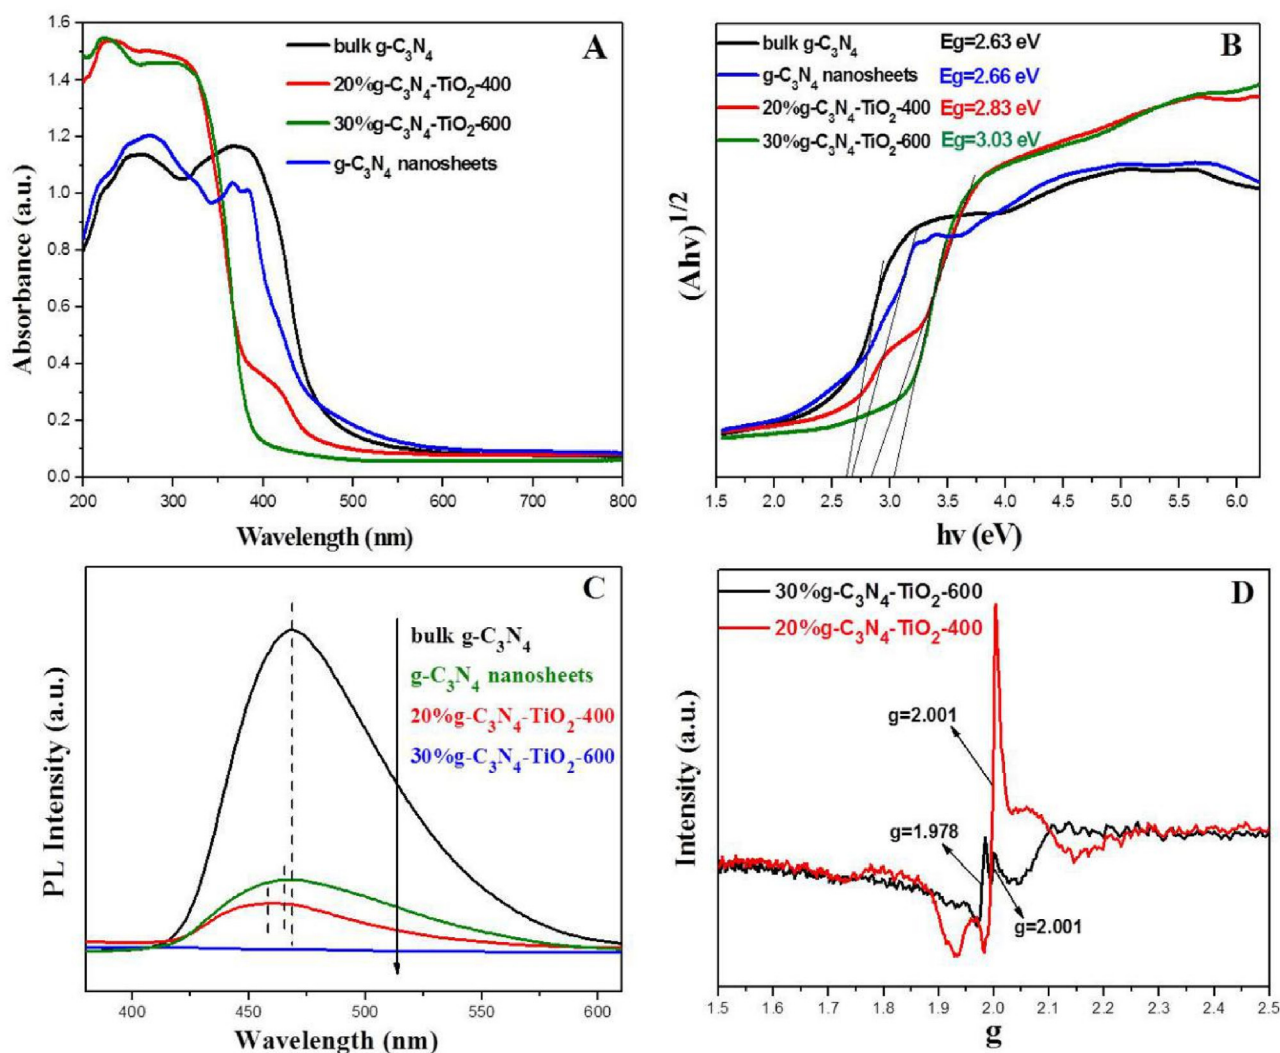 A
bulk g-C₃N₄
20%g-C₃N₄-TiO₂-400
30%g-C₃N₄-TiO₂-600
g-C₃N₄ nanosheets
1.6
1.4
1.2
1.0
0.8
0.6
0.4
0.2
0.0
Absorbance (a.u.)
200 300 400 500 600 700 800
Wavelength (nm)
B
bulk g-C₃N₄ Eg=2.63 eV
g-C₃N₄ nanosheets Eg=2.66 eV
20%g-C₃N₄-TiO₂-400 Eg=2.83 eV
30%g-C₃N₄-TiO₂-600 Eg=3.03 eV
(Ahv)^1/2
1.5 2.0 2.5 3.0 3.5 4.0 4.5 5.0 5.5 6.0
hv (eV)
C
bulk g-C₃N₄
g-C₃N₄ nanosheets
20%g-C₃N₄-TiO₂-400
30%g-C₃N₄-TiO₂-600
PL Intensity (a.u.)
400 450 500 550 600
Wavelength (nm)
D
30%g-C₃N₄-TiO₂-600
20%g-C₃N₄-TiO₂-400
g=2.001
g=1.978
g=2.001
Intensity (a.u.)
1.5 1.6 1.7 1.8 1.9 2.0 2.1 2.2 2.3 2.4 2.5
g